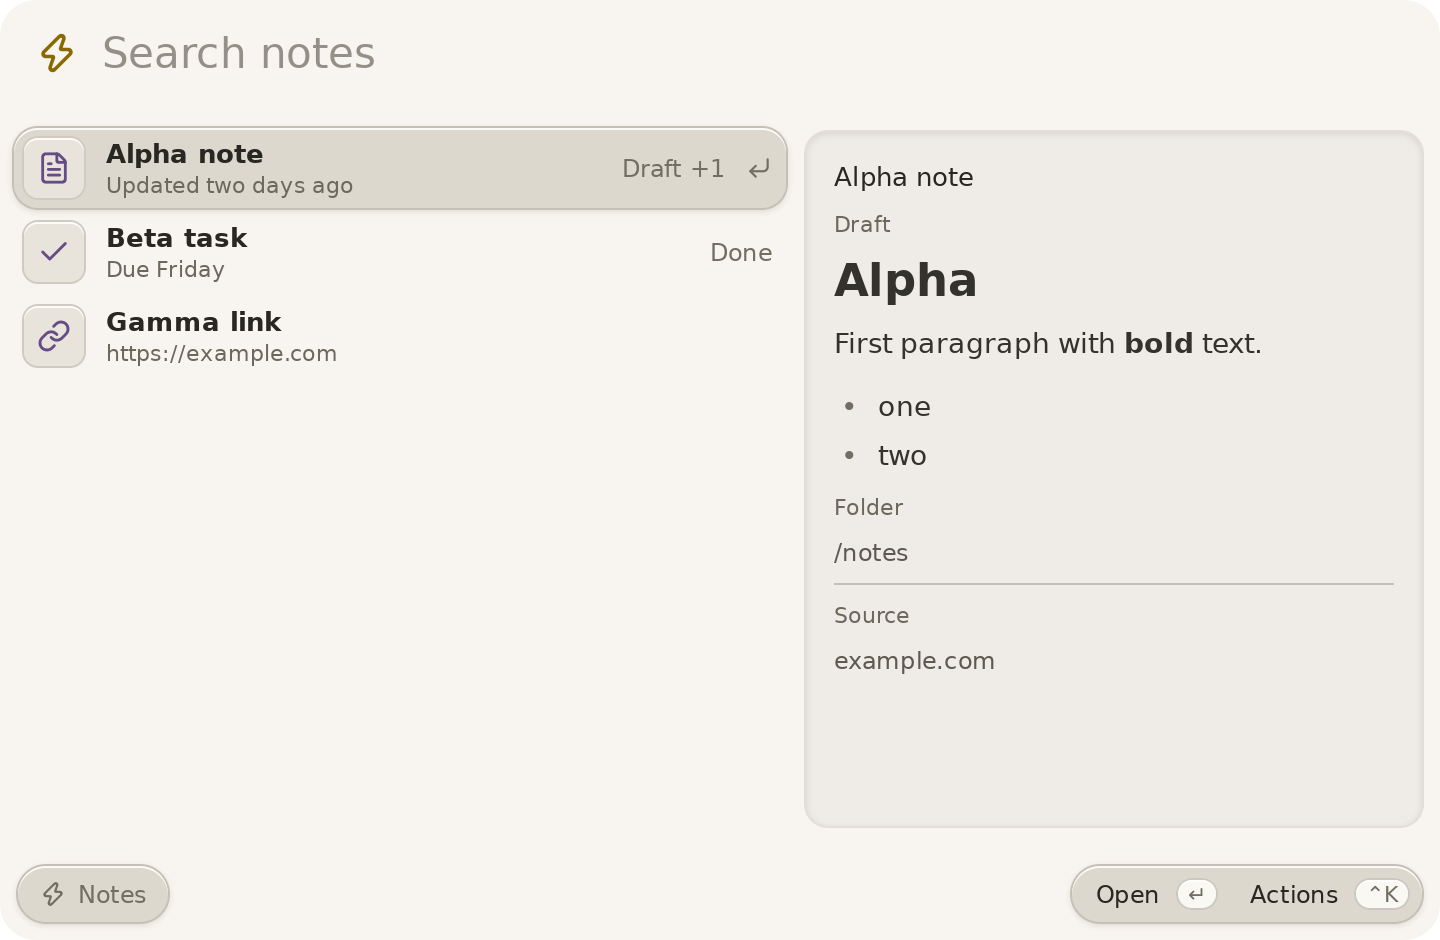 Search notes
Alpha note
Updated two days ago
Draft +1
Beta task
Due Friday
Done
Gamma link
https://example.com
Alpha note
Draft
Alpha
First paragraph with bold text.
• one
• two
Folder
/notes
Source
example.com
Notes
Open ↵ Actions ^K